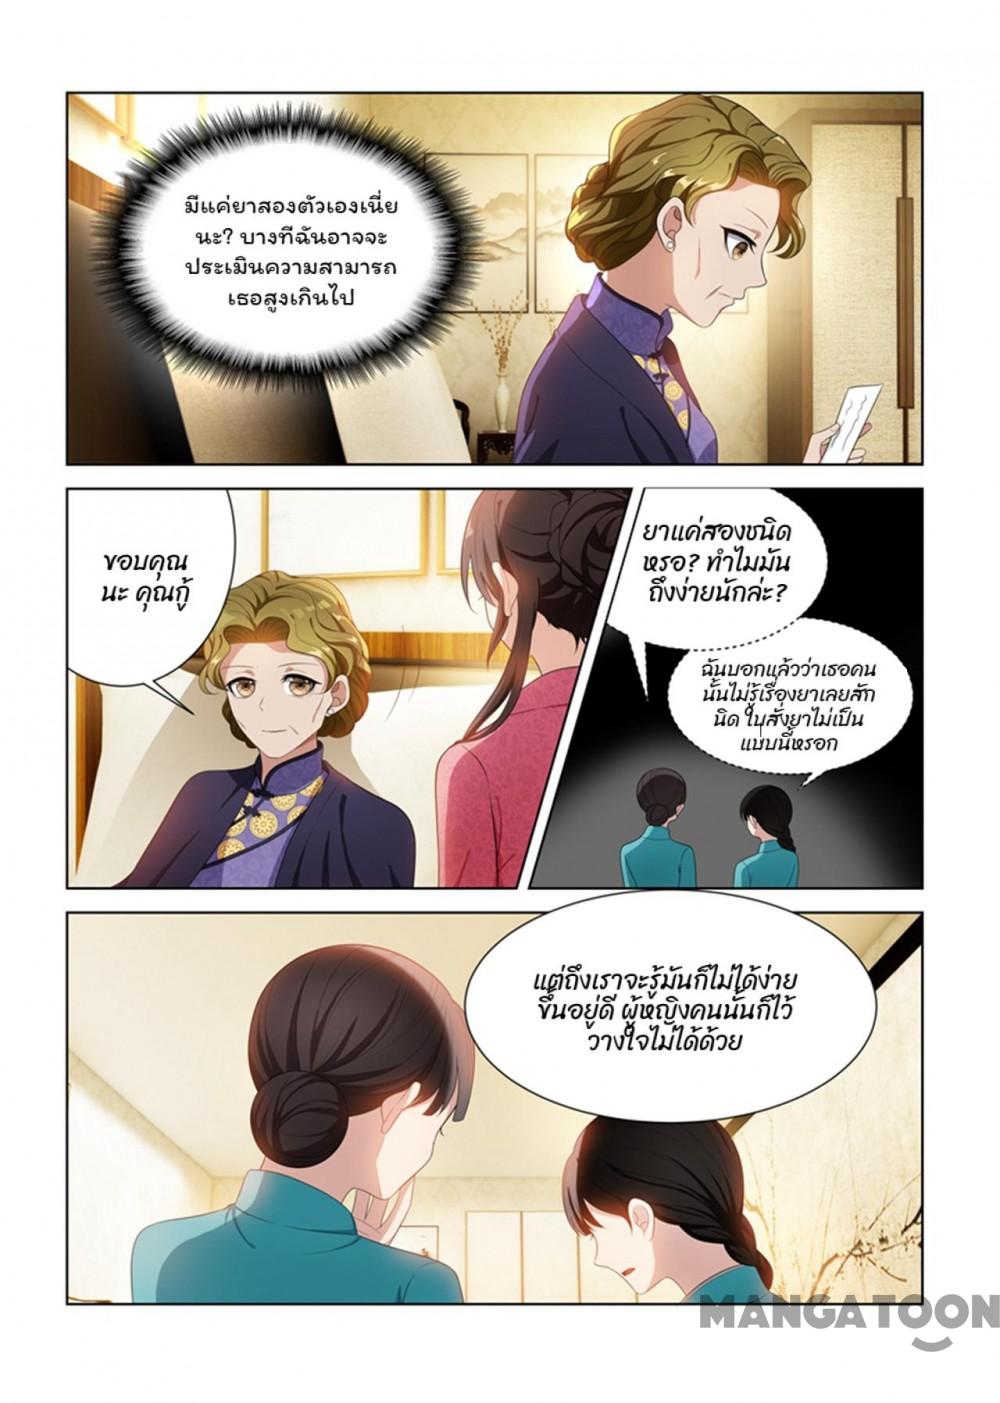 มีแค่ยาสองตัวเองเนี่ย
นะ? บางทีฉันอาจจะ
ประเมินความสามารถ
เธอสูงเกินไป
ขอบคุณ
นะ คุณกู้
ยาแค่สองชนิด
หรอ? ทำไมมัน
ถึงง่ายนักล่ะ?
ฉันบอกแล้วว่าเธอคน
นั้นไม่รู้เรื่องยาเลยสัก
นิด ใบสั่งยาไม่เป็น
แบบนี้หรอก
แต่ถึงเราจะรู้มันก็ไม่ได้ง่าย
ขึ้นอยู่ดี ผู้หญิงคนนั้นก็ไว้
วางใจไม่ได้ด้วย
MANGATOON